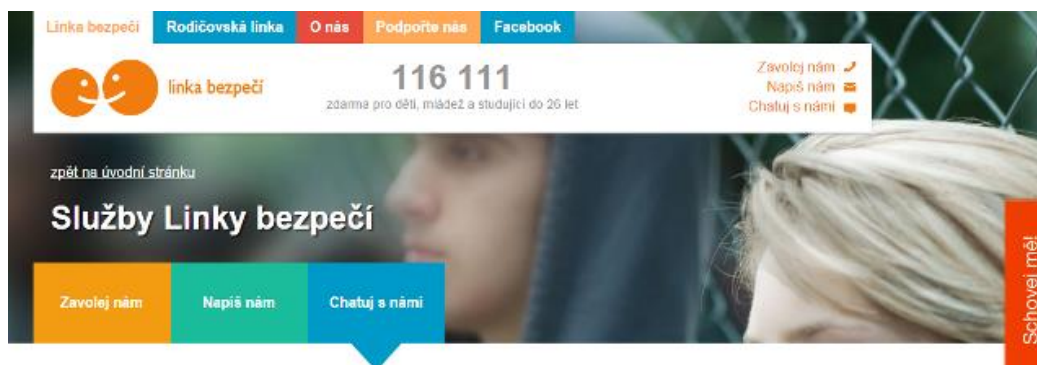 Linka bezpečí
Rodičovská linka
O nás
Podpořte nás
Facebook
linka bezpečí
116 111
zdarma pro děti, mládež a studující do 26 let
Zavolej nám
Napiš nám
Chatuj s námi
zpět na úvodní stránku
Služby Linky bezpečí
Zavolej nám
Napiš nám
Chatuj s námi
Schovej mě!